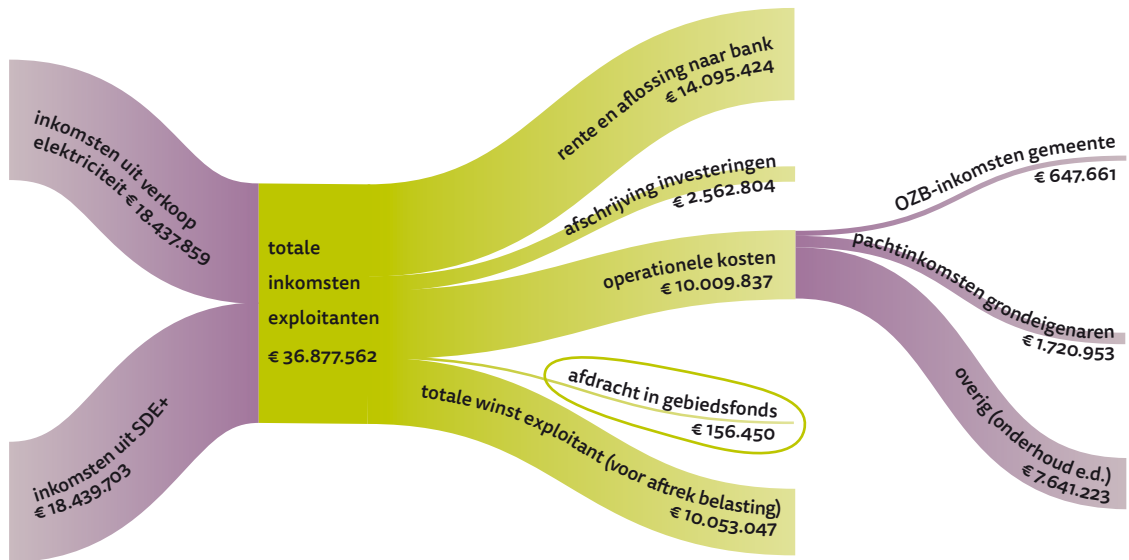 inkomsten uit verkoop
elektriciteit € 18.437.859
inkomsten uit SDE+
€ 18.439.703
totale
inkomsten
exploitanten
€ 36.877.562
rente en aflossing naar bank
€ 14.095.424
afschrijving investeringen
€ 2.562.804
operationele kosten
€ 10.009.837
afdracht in gebiedsfonds
€ 156.450
totale winst exploitant (voor aftrek belasting)
€ 10.053.047
OZB-inkomsten gemeente
€ 647.661
pachtinkomsten grondeigenaren
€ 1.720.953
overig (onderhoud e.d.)
€ 7.641.223